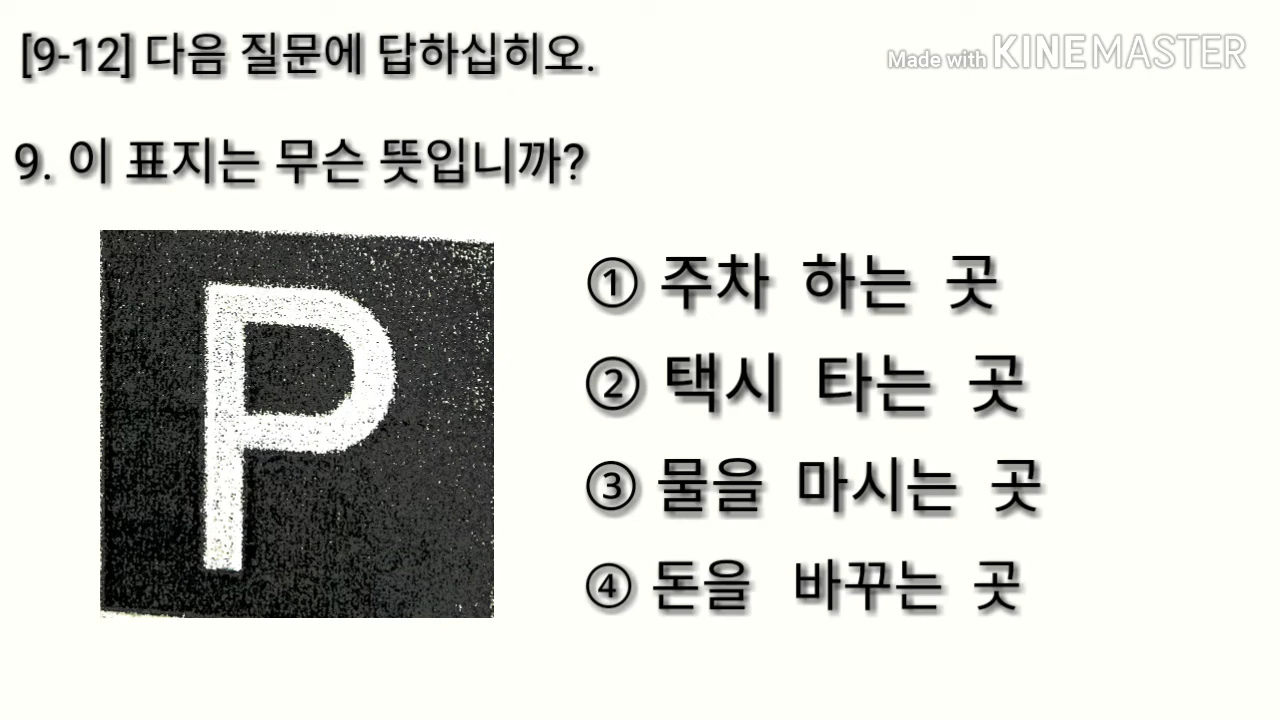 [9-12] 다음 질문에 답하십히오.
Made with KINEMASTER
9. 이 표지는 무슨 뜻입니까?
P
① 주차 하는 곳
② 택시 타는 곳
③ 물을 마시는 곳
④ 돈을 바꾸는 곳